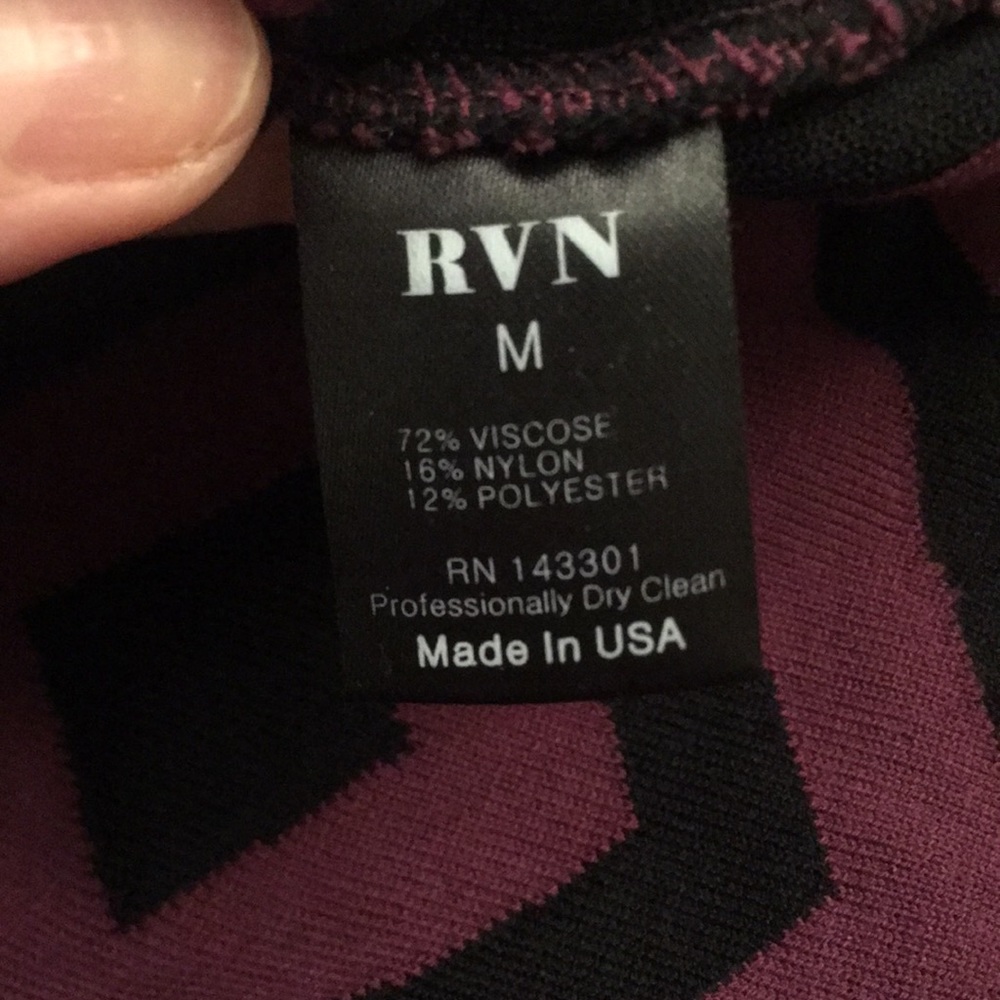 RVN
M
72% VISCOSE
16% NYLON
12% POLYESTER
RN 143301
Professionally Dry Clean
Made In USA